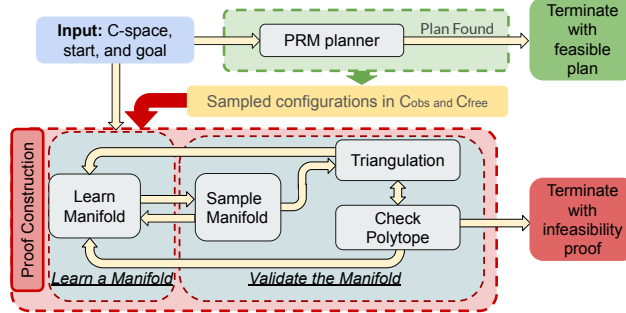 Input: C-space,
start, and goal
PRM planner
Plan Found
Terminate
with
feasible
plan
Sampled configurations in Cobs and Cfree
Proof Construction
Learn
Manifold
Sample
Manifold
Triangulation
Check
Polytope
Terminate
with
infeasibility
proof
Learn a Manifold
Validate the Manifold